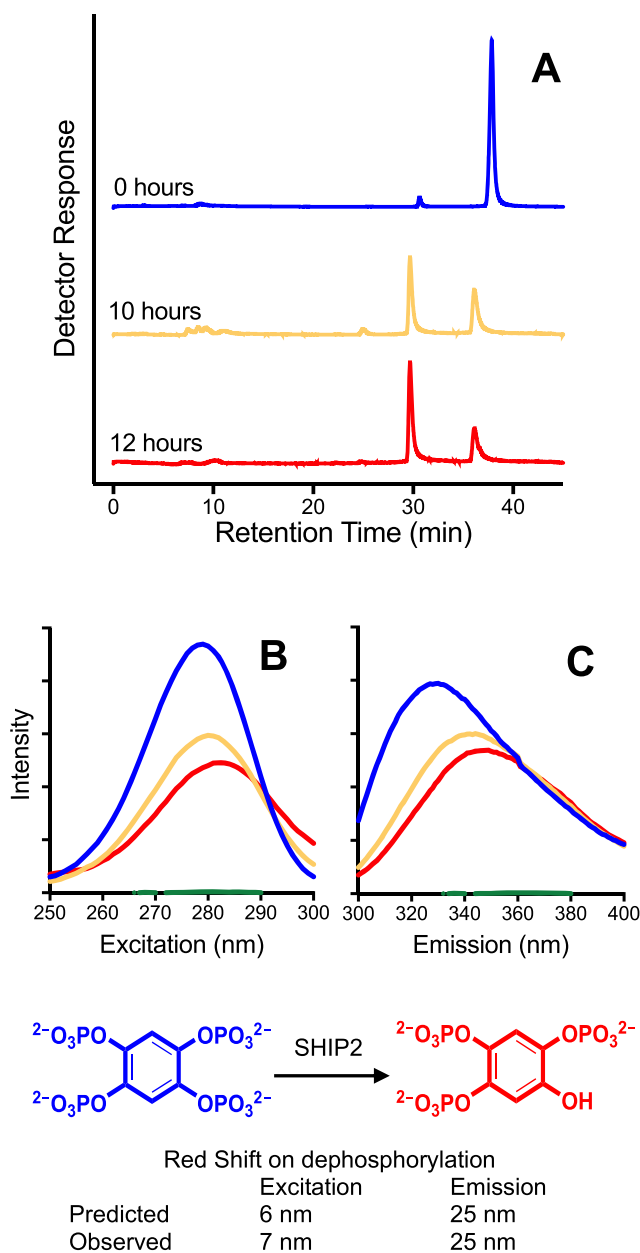 A
Detector Response
0 hours
10 hours
12 hours
0 10 20 30 40
Retention Time (min)
B
C
Intensity
250 260 270 280 290 300
300 320 340 360 380 400
Excitation (nm)
Emission (nm)
²⁻O₃PO OPO₃²⁻ SHIP2 ²⁻O₃PO OPO₃²⁻
²⁻O₃PO OPO₃²⁻ ²⁻O₃PO OH
Red Shift on dephosphorylation
Excitation Emission
Predicted 6 nm 25 nm
Observed 7 nm 25 nm